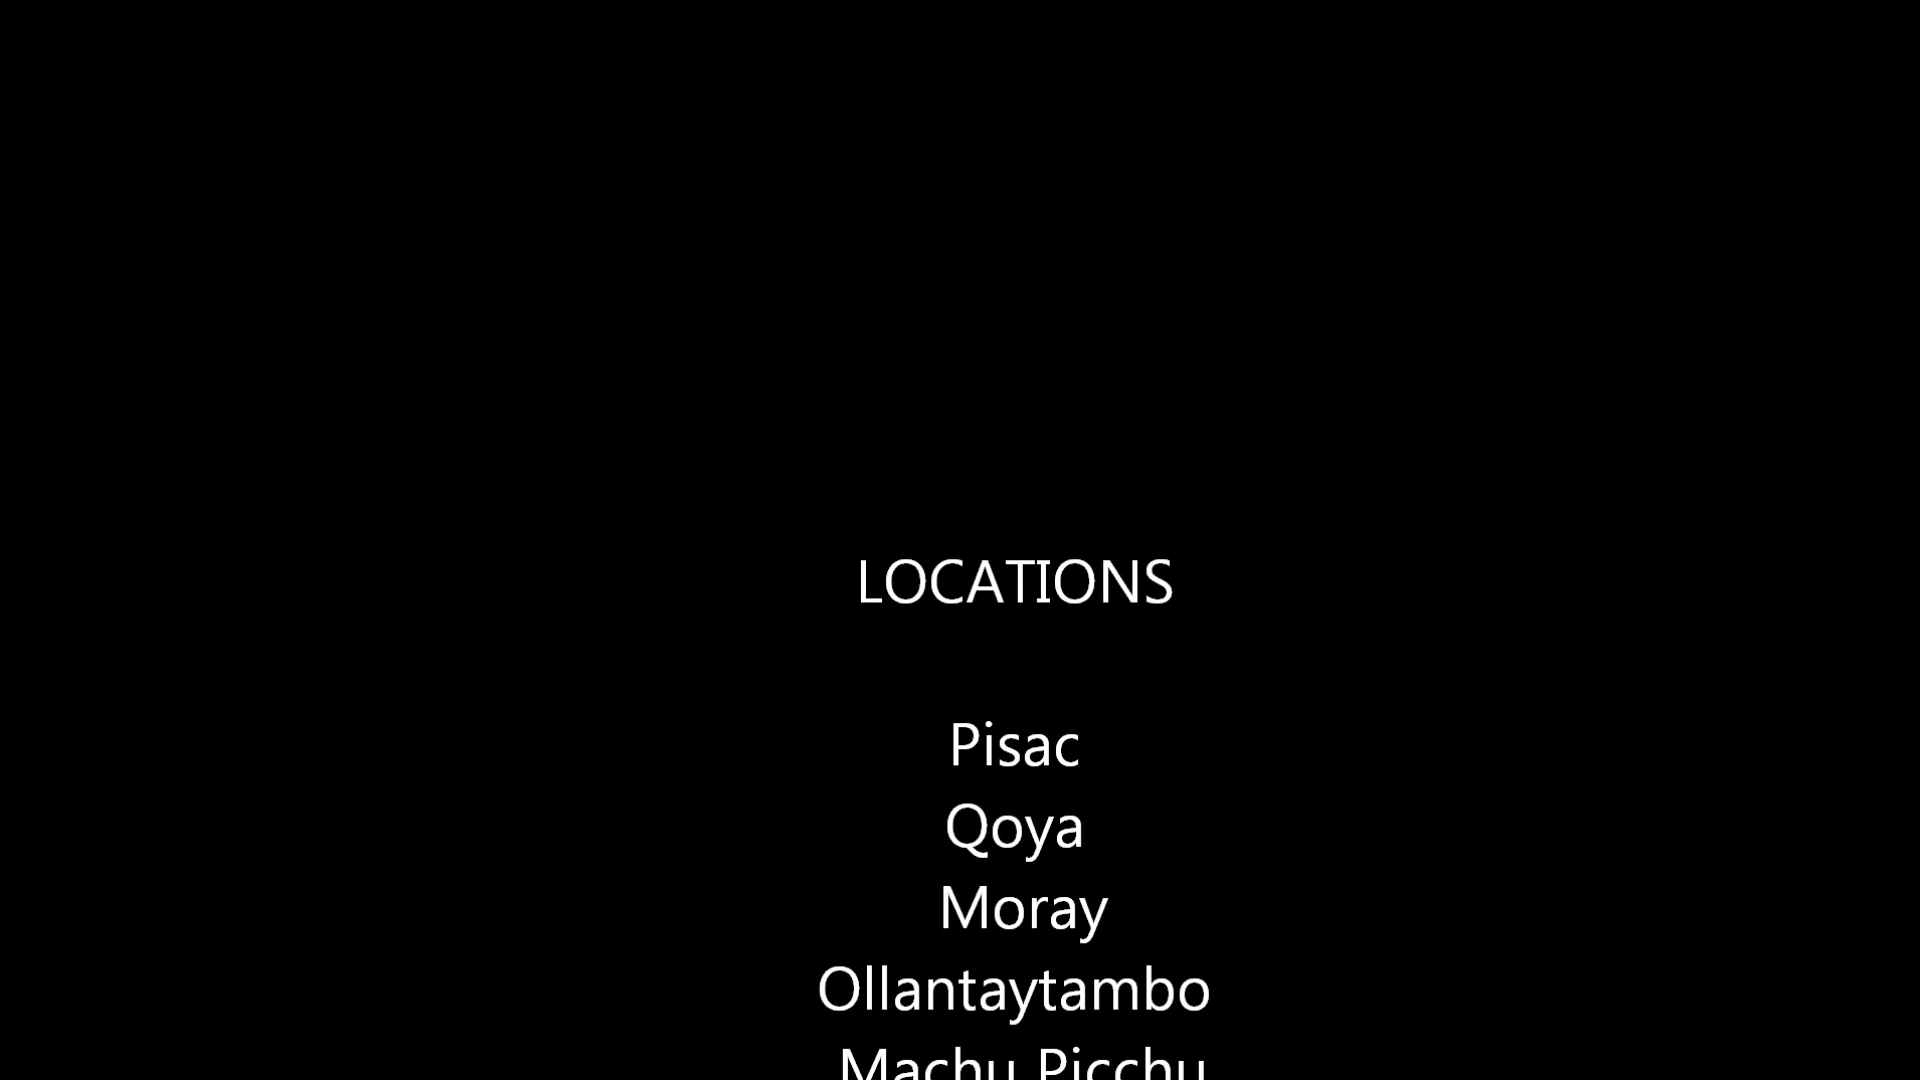 LOCATIONS
Pisac
Qoya
Moray
Ollantaytambo
Machu Picchu